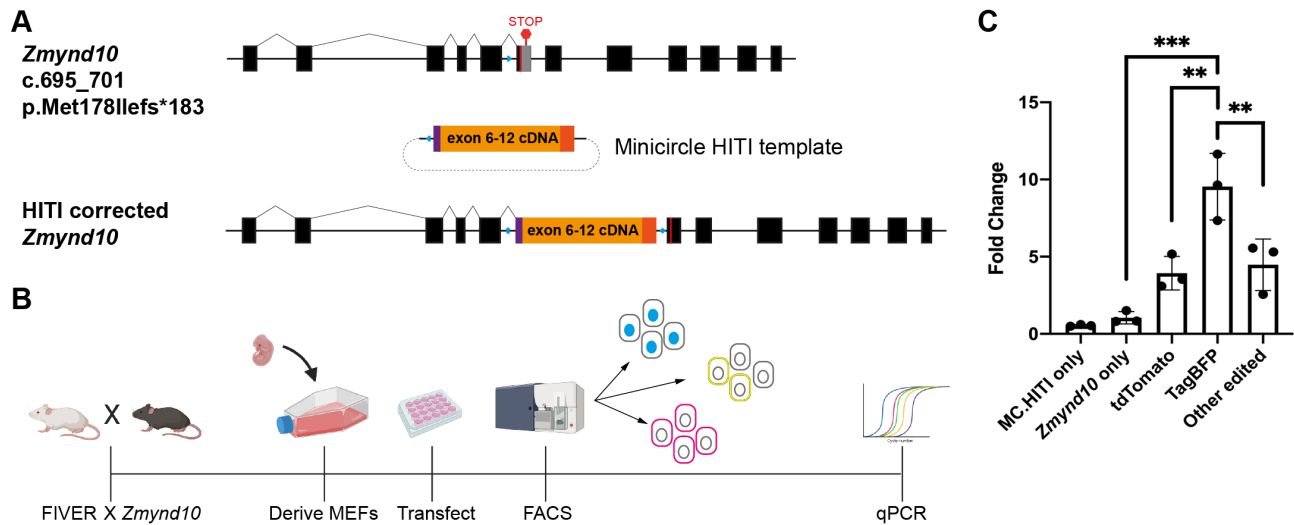 A
Zmynd10
c.695_701
p.Met178Ilefs*183
STOP
exon 6-12 cDNA
Minicircle HITI template
HITI corrected
Zmynd10
exon 6-12 cDNA
B
X
Cycle number
FIVER X Zmynd10
Derive MEFs
Transfect
FACS
qPCR
C
***
**
**
Fold Change
15
10
5
0
MC.HITI only
Zmynd10 only
tdTomato
TagBFP
Other edited